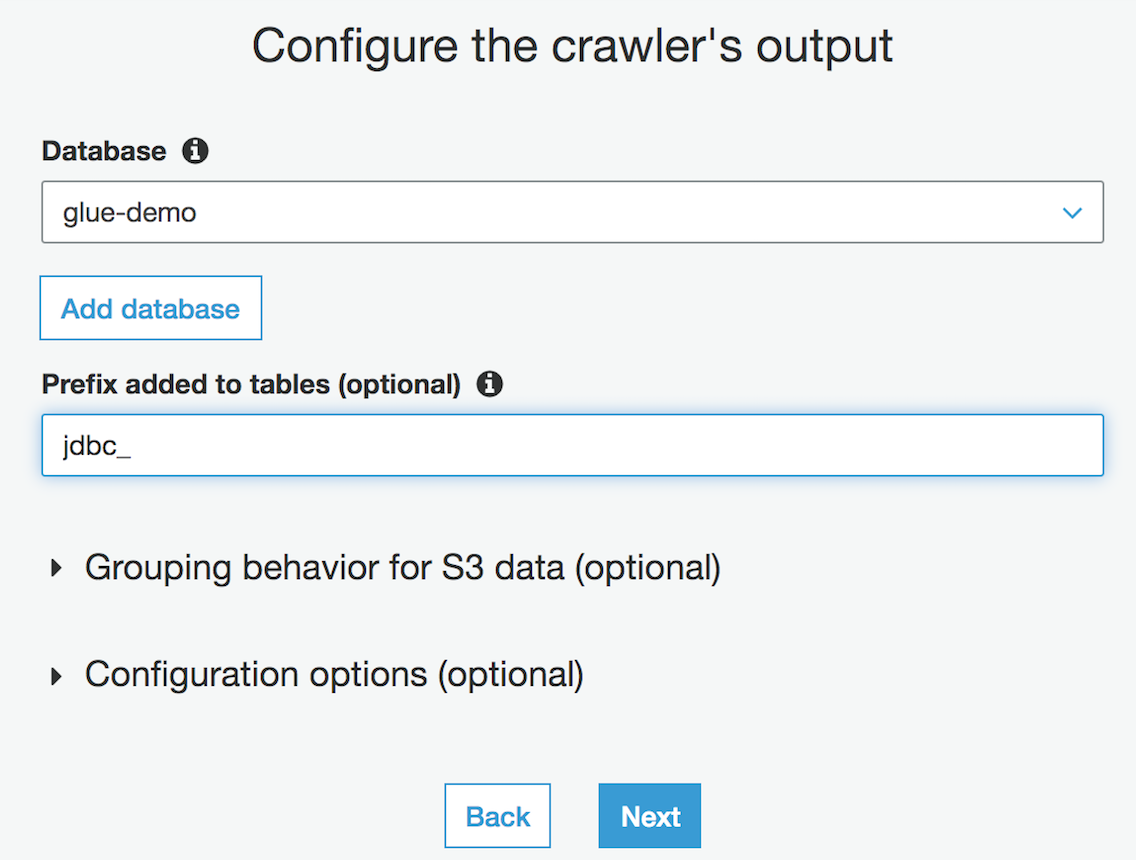 Configure the crawler's output
Database
glue-demo
Add database
Prefix added to tables (optional)
jdbc_
Grouping behavior for S3 data (optional)
Configuration options (optional)
Back
Next